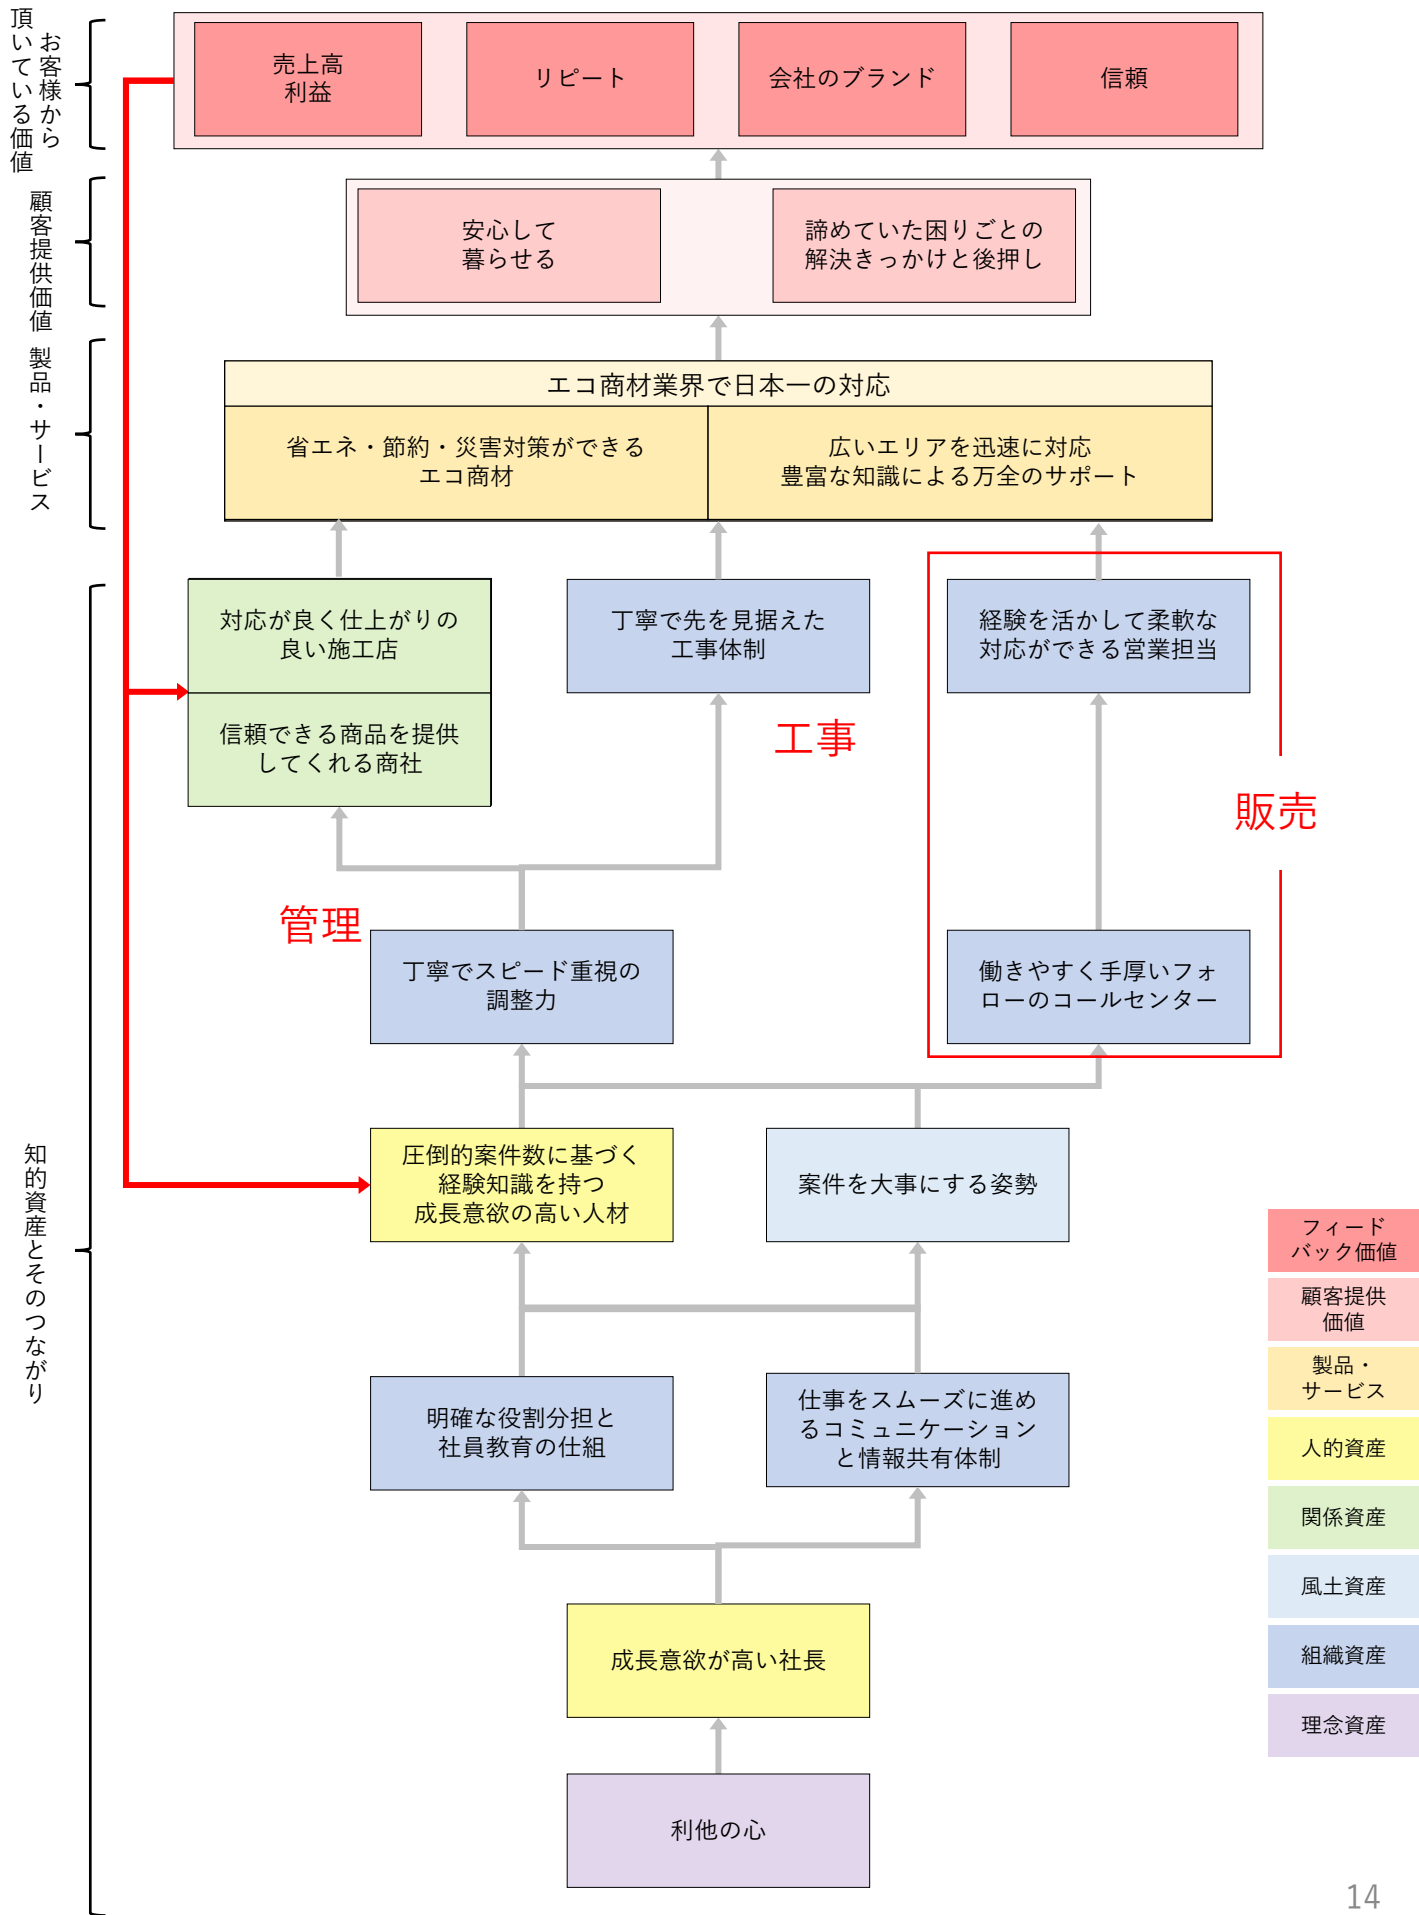 お客様から
頂いている価値
売上高
利益
リピート
会社のブランド
信頼
顧客提供価値
安心して
暮らせる
諦めていた困りごとの
解決きっかけと後押し
製品・サービス
エコ商材業界で日本一の対応
省エネ・節約・災害対策ができる
エコ商材
広いエリアを迅速に対応
豊富な知識による万全のサポート
知的資産とそのつながり
対応が良く仕上がりの
良い施工店
信頼できる商品を提供
してくれる商社
丁寧で先を見据えた
工事体制
工事
経験を活かして柔軟な
対応ができる営業担当
販売
管理
丁寧でスピード重視の
調整力
働きやすく手厚いフォ
ローのコールセンター
圧倒的案件数に基づく
経験知識を持つ
成長意欲の高い人材
案件を大事にする姿勢
明確な役割分担と
社員教育の仕組
仕事をスムーズに進め
るコミュニケーション
と情報共有体制
成長意欲が高い社長
利他の心
フィード
バック価値
顧客提供
価値
製品・
サービス
人的資産
関係資産
風土資産
組織資産
理念資産
14